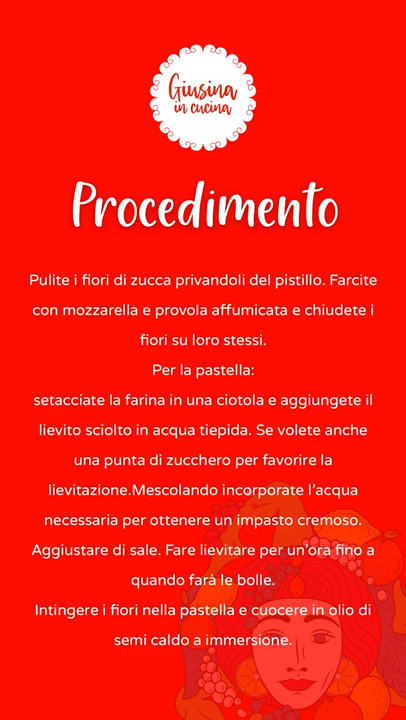 Giusina
in cucina
Procedimento
Pulite i fiori di zucca privandoli del pistillo. Farcite
con mozzarella e provola affumicata e chiudete i
fiori su loro stessi.
Per la pastella:
setacciate la farina in una ciotola e aggiungete il
lievito sciolto in acqua tiepida. Se volete anche
una punta di zucchero per favorire la
lievitazione.Mescolando incorporate l'acqua
necessaria per ottenere un impasto cremoso.
Aggiustare di sale. Fare lievitare per un'ora fino a
quando farà le bolle.
Intingere i fiori nella pastella e cuocere in olio di
semi caldo a immersione.